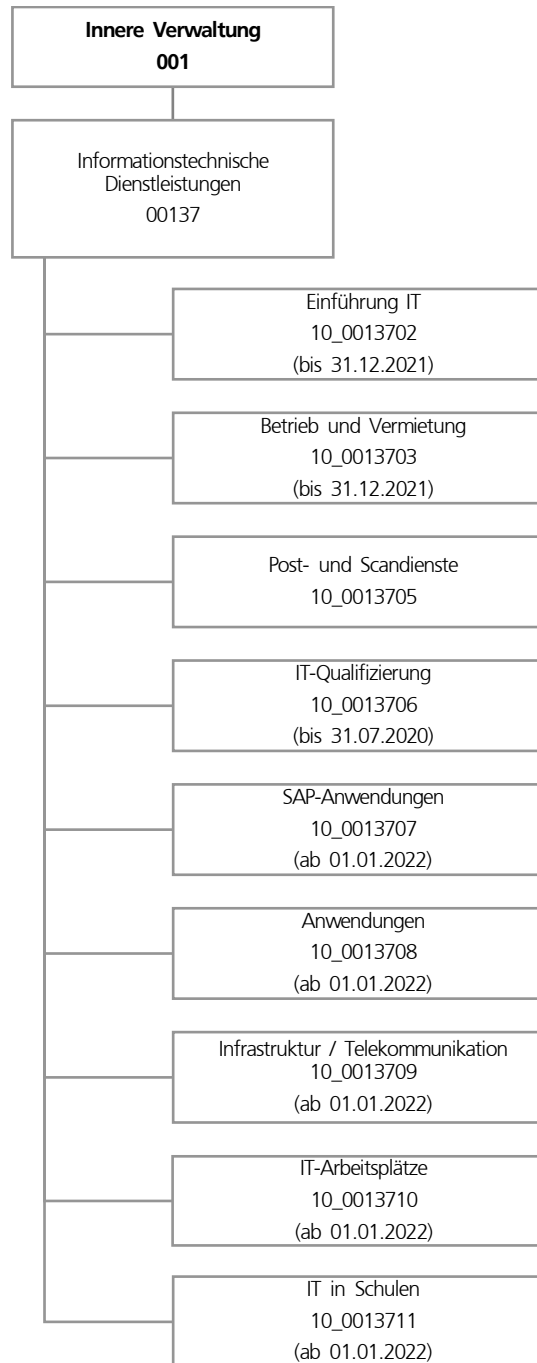 Innere Verwaltung
001
Informationstechnische
Dienstleistungen
00137
Einführung IT
10_0013702
(bis 31.12.2021)
Betrieb und Vermietung
10_0013703
(bis 31.12.2021)
Post- und Scandienste
10_0013705
IT-Qualifizierung
10_0013706
(bis 31.07.2020)
SAP-Anwendungen
10_0013707
(ab 01.01.2022)
Anwendungen
10_0013708
(ab 01.01.2022)
Infrastruktur / Telekommunikation
10_0013709
(ab 01.01.2022)
IT-Arbeitsplätze
10_0013710
(ab 01.01.2022)
IT in Schulen
10_0013711
(ab 01.01.2022)